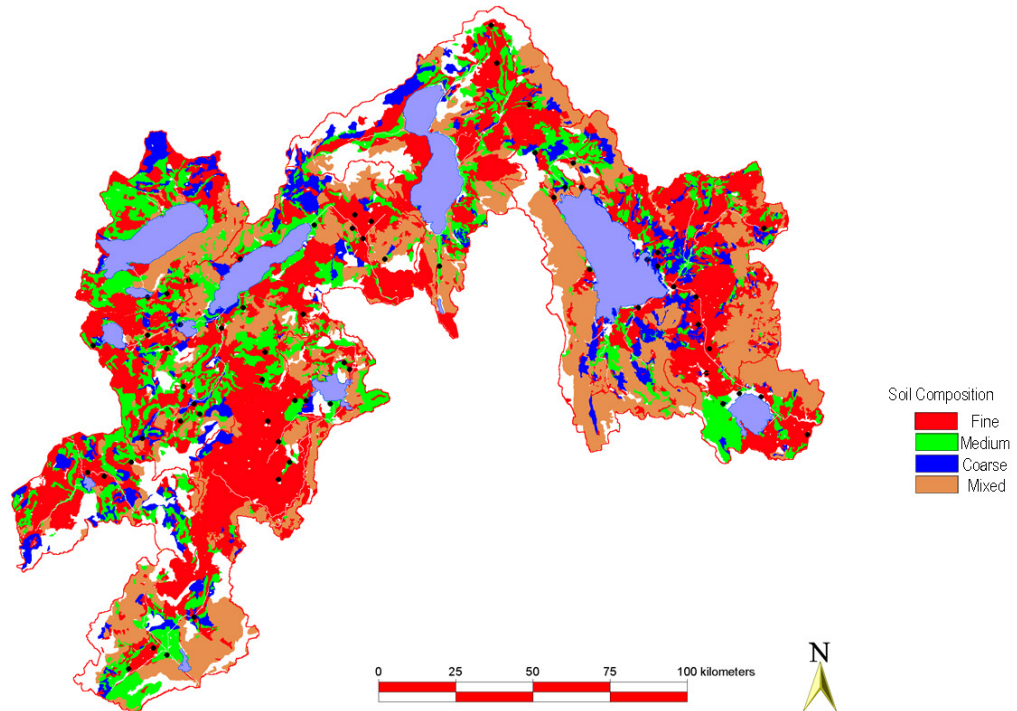 Soil Composition
Fine
Medium
Coarse
Mixed
N
0 25 50 75 100 kilometers